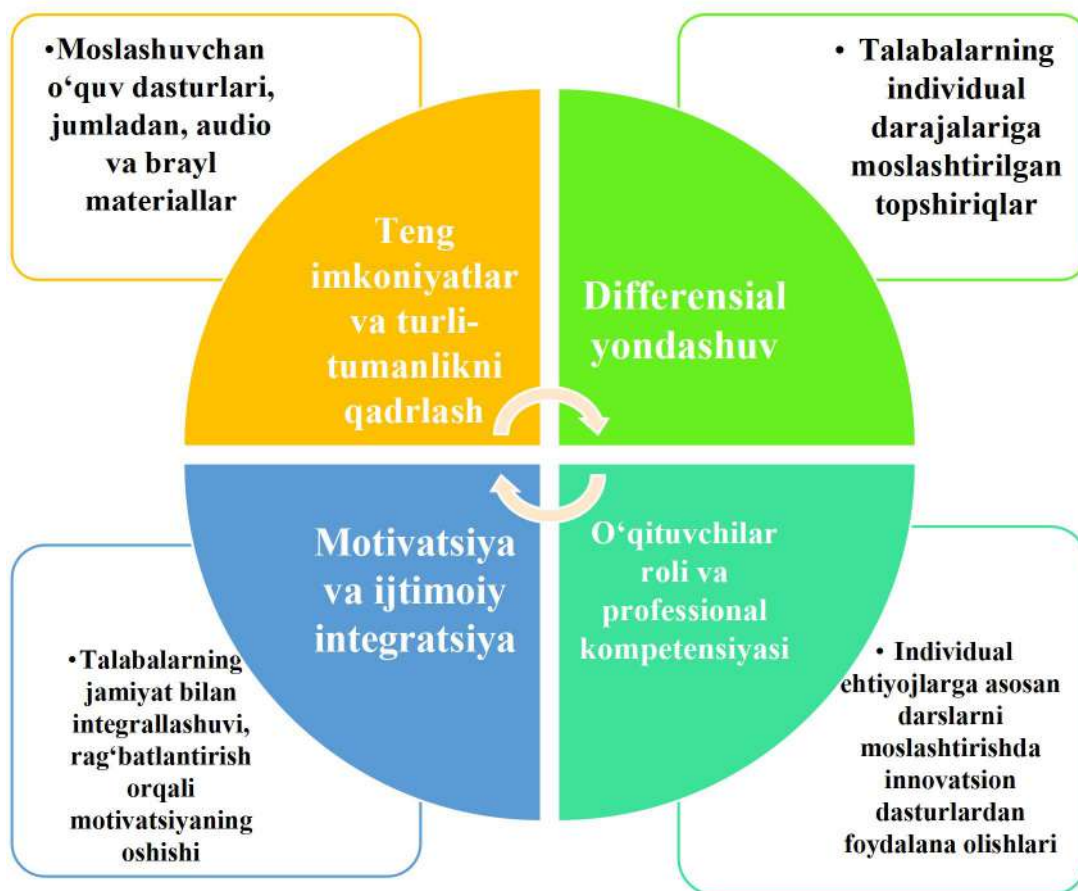 •Moslashuvchan
o‘quv dasturlari,
jumladan, audio
va brayl
materiallar
Teng
imkoniyatlar
va turli-
tumanlikni
qadrlash
• Talabalarning
individual
darajalariga
moslashtirilgan
topshiriqlar
Differensial
yondashuv
Motivatsiya
va ijtimoiy
integratsiya
•Talabalarning
jamiyat bilan
integrallashuvi,
rag‘batlantirish
orqali
motivatsiyaning
oshishi
O‘qituvchilar
roli va
professional
kompetensiyasi
• Individual
ehtiyojlarga asosan
darslarni
moslashtirishda
innovatsion
dasturlardan
foydalana olishlari